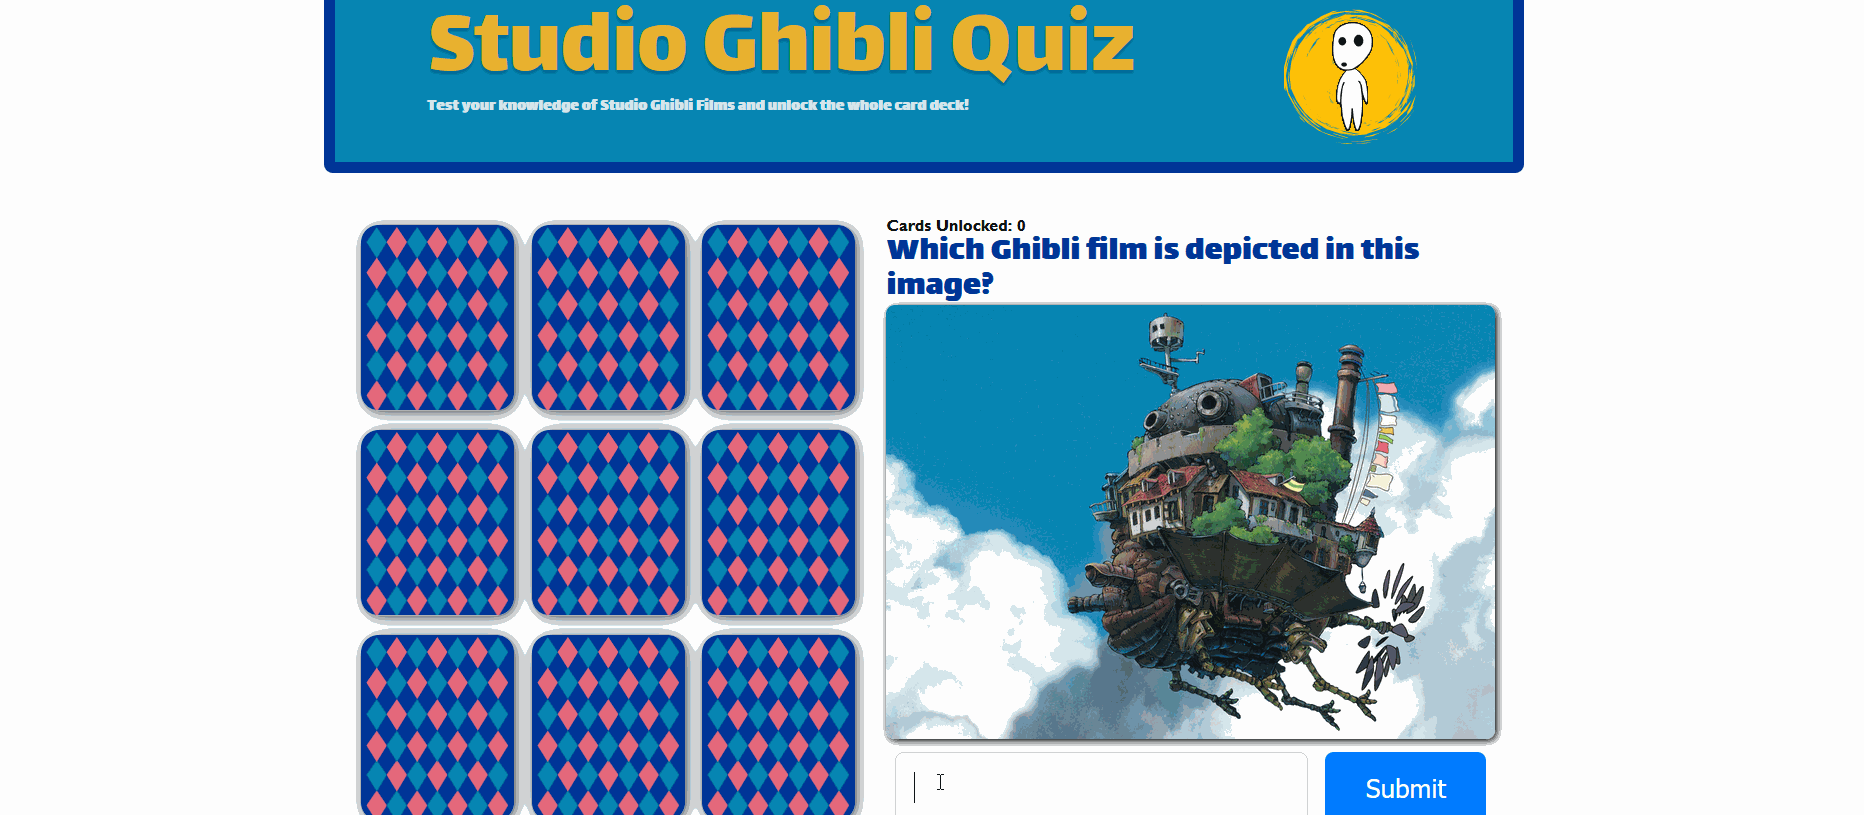 Studio Ghibli Quiz
Test your knowledge of Studio Ghibli Films and unlock the whole card deck!
Cards Unlocked: 0
Which Ghibli film is depicted in this
image?
Submit